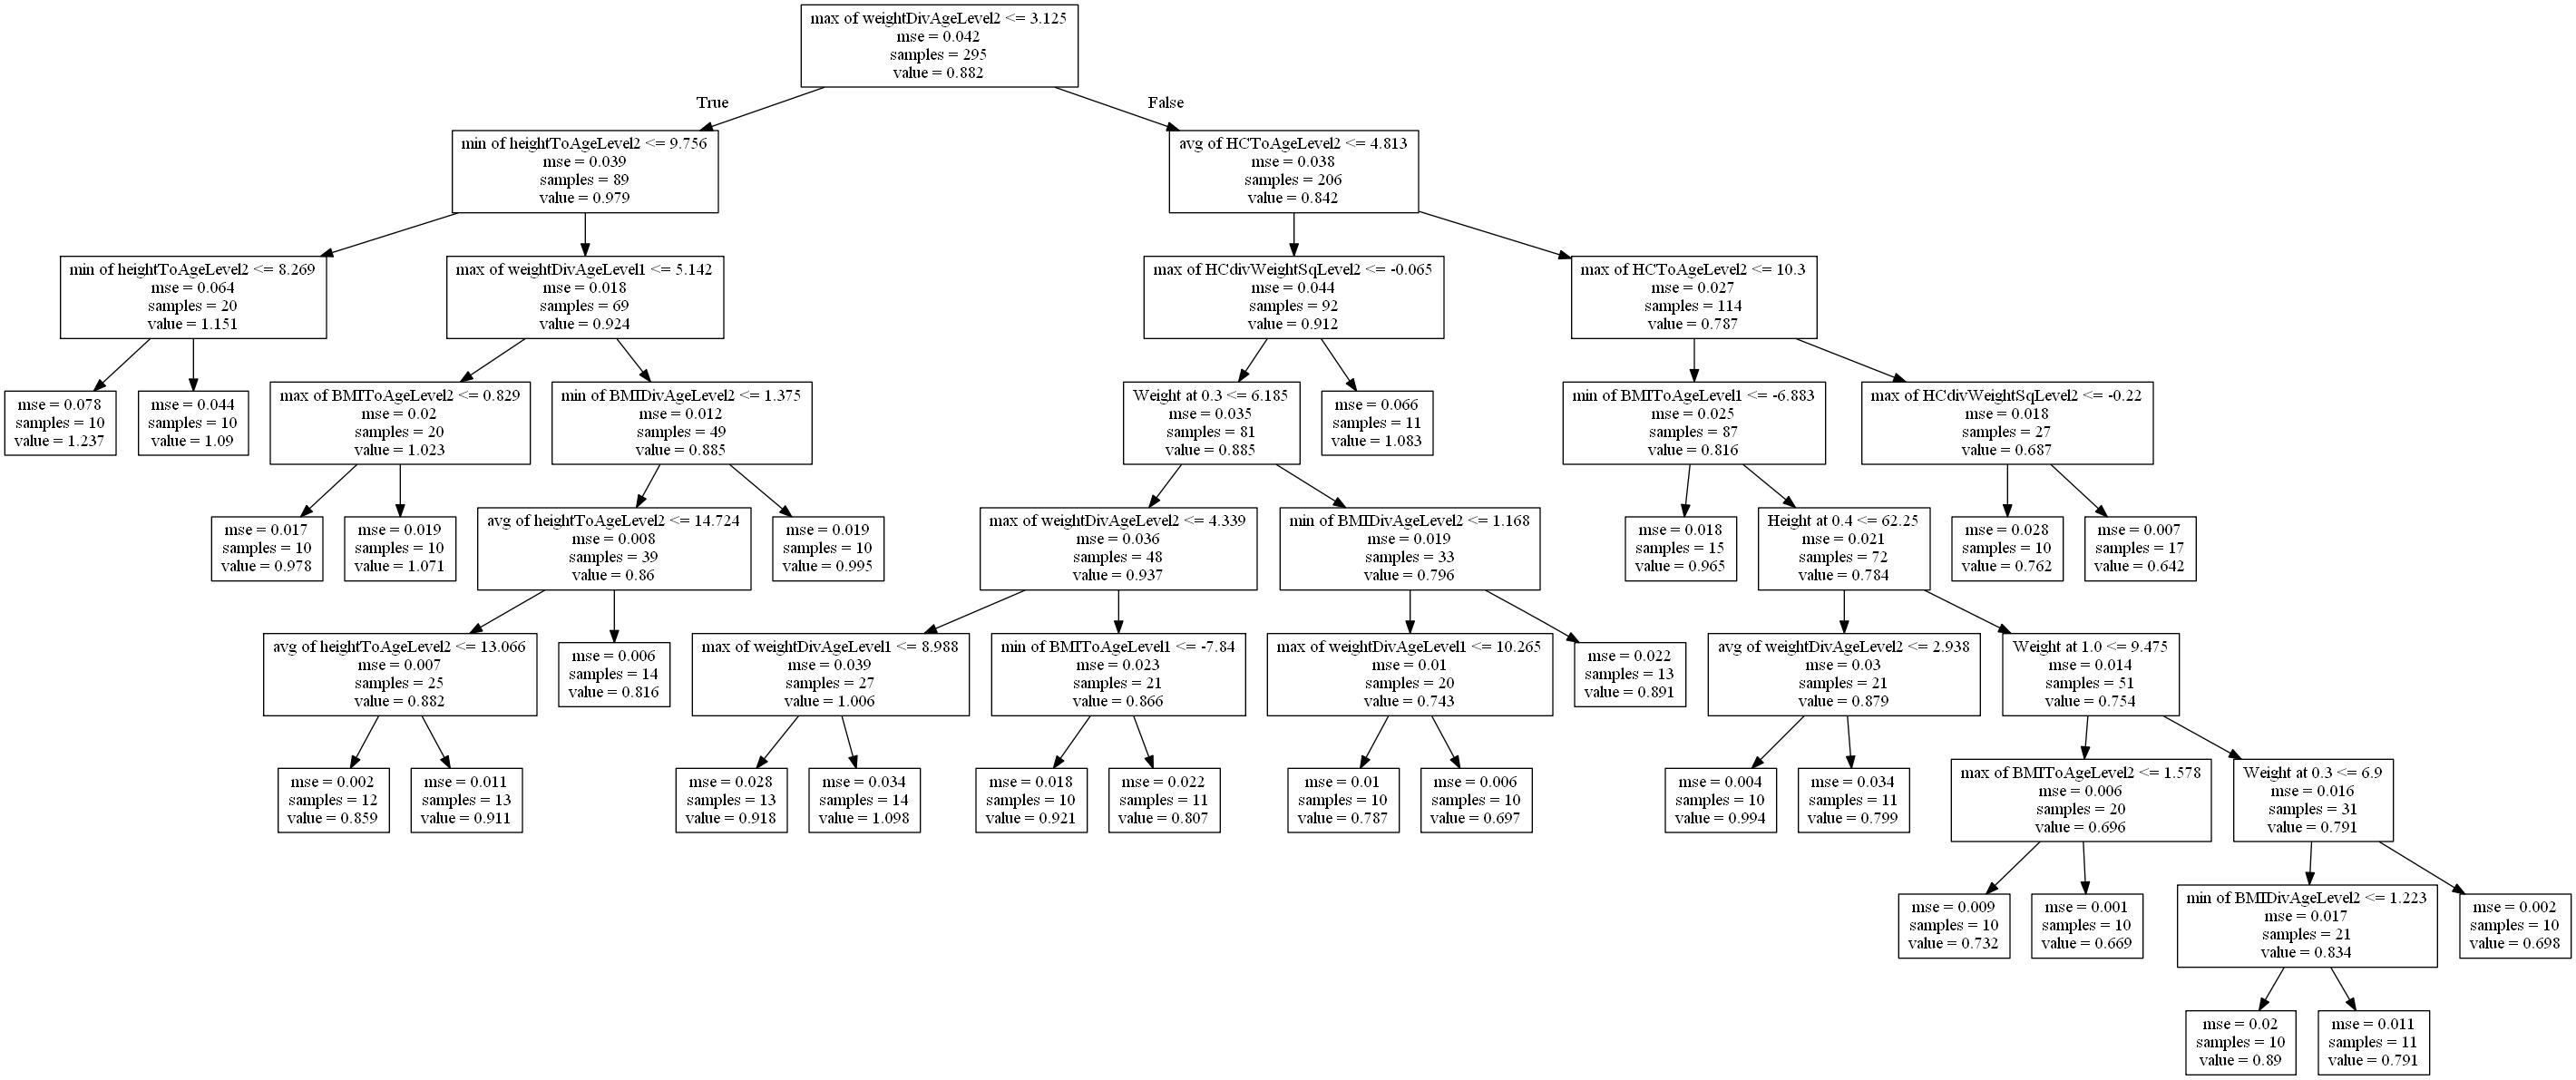 max of weightDivAgeLevel2 <= 3.125
mse = 0.042
samples = 295
value = 0.882
True
False
min of heightToAgeLevel2 <= 9.756
mse = 0.039
samples = 89
value = 0.979
avg of HCToAgeLevel2 <= 4.813
mse = 0.038
samples = 206
value = 0.842
min of heightToAgeLevel2 <= 8.269
mse = 0.064
samples = 20
value = 1.151
max of weightDivAgeLevel1 <= 5.142
mse = 0.018
samples = 69
value = 0.924
max of HCdivWeightSqLevel2 <= -0.065
mse = 0.044
samples = 92
value = 0.912
max of HCToAgeLevel2 <= 10.3
mse = 0.027
samples = 114
value = 0.787
mse = 0.078
samples = 10
value = 1.237
mse = 0.044
samples = 10
value = 1.09
max of BMIToAgeLevel2 <= 0.829
mse = 0.02
samples = 20
value = 1.023
min of BMIDivAgeLevel2 <= 1.375
mse = 0.012
samples = 49
value = 0.885
Weight at 0.3 <= 6.185
mse = 0.035
samples = 81
value = 0.885
mse = 0.066
samples = 11
value = 1.083
min of BMIToAgeLevel1 <= -6.883
mse = 0.025
samples = 87
value = 0.816
max of HCdivWeightSqLevel2 <= -0.22
mse = 0.018
samples = 27
value = 0.687
mse = 0.017
samples = 10
value = 0.978
mse = 0.019
samples = 10
value = 1.071
avg of heightToAgeLevel2 <= 14.724
mse = 0.008
samples = 39
value = 0.86
mse = 0.019
samples = 10
value = 0.995
max of weightDivAgeLevel2 <= 4.339
mse = 0.036
samples = 48
value = 0.937
min of BMIDivAgeLevel2 <= 1.168
mse = 0.019
samples = 33
value = 0.796
mse = 0.018
samples = 15
value = 0.965
Height at 0.4 <= 62.25
mse = 0.021
samples = 72
value = 0.784
mse = 0.028
samples = 10
value = 0.762
mse = 0.007
samples = 17
value = 0.642
avg of heightToAgeLevel2 <= 13.066
mse = 0.007
samples = 25
value = 0.882
mse = 0.006
samples = 14
value = 0.816
max of weightDivAgeLevel1 <= 8.988
mse = 0.039
samples = 27
value = 1.006
min of BMIToAgeLevel1 <= -7.84
mse = 0.023
samples = 21
value = 0.866
max of weightDivAgeLevel1 <= 10.265
mse = 0.01
samples = 20
value = 0.743
mse = 0.022
samples = 13
value = 0.891
avg of weightDivAgeLevel2 <= 2.938
mse = 0.03
samples = 21
value = 0.879
Weight at 1.0 <= 9.475
mse = 0.014
samples = 51
value = 0.754
mse = 0.002
samples = 12
value = 0.859
mse = 0.011
samples = 13
value = 0.911
mse = 0.028
samples = 13
value = 0.918
mse = 0.034
samples = 14
value = 1.098
mse = 0.018
samples = 10
value = 0.921
mse = 0.022
samples = 11
value = 0.807
mse = 0.01
samples = 10
value = 0.787
mse = 0.006
samples = 10
value = 0.697
mse = 0.004
samples = 10
value = 0.994
mse = 0.034
samples = 11
value = 0.799
max of BMIToAgeLevel2 <= 1.578
mse = 0.006
samples = 20
value = 0.696
Weight at 0.3 <= 6.9
mse = 0.016
samples = 31
value = 0.791
mse = 0.009
samples = 10
value = 0.732
mse = 0.001
samples = 10
value = 0.669
min of BMIDivAgeLevel2 <= 1.223
mse = 0.017
samples = 21
value = 0.834
mse = 0.002
samples = 10
value = 0.698
mse = 0.02
samples = 10
value = 0.89
mse = 0.011
samples = 11
value = 0.791